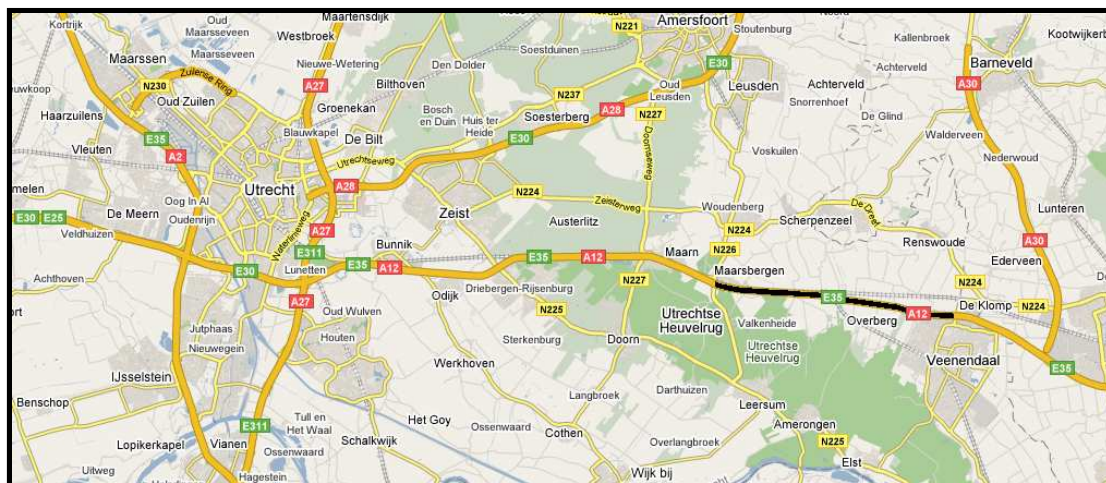 Kortrijk
Oud
Maarsseveen
Maarsseveen
Maartensdijk
Westbroek
N221
Amersfoort
Stoutenburg
Kallenbroek
Kootwijkerb
Maarssen
Nieuwe-Wetering
Den Dolder
Soestduinen
E30
Achterveld
Barneveld
Zuilense Ring
N230
A27
Bilthoven
Oud
Leusden
Leusden
Achterveld
A30
Haarzuilens
Oud Zuilen
Groenekan
Bosch
en Duin
Huis ter
Heide
N237
Soesterberg
A28
N227
Snorrenhoef
De Glind
E35
Blauwkapel
De Bilt
E30
Walderveen
Vleuten
A2
Utrechtseweg
Doornseweg
Voskuilen
Nederwoud
Utrecht
A28
N224
Zeisterweg
Woudenberg
De Dreef
Lunteren
Oog In Al
De Meern
Oudenrijn
Zeist
Austerlitz
N224
Scherpenzeel
E30
E25
Veldhuizen
Waterlinieweg
A27
Renswoude
A30
E311
Bunnik
E35
A12
Maarn
N226
Maarsbergen
Ederveen
Achthoven
E30
Lunetten
E35
A12
N227
E35
De Klomp
N224
A27
Odijk
Driebergen-Rijsenburg
Utrechtse
Heuvelrug
Valkenheide
A12
Overberg
Oud Wulven
N225
Jutphaas
Nieuwegein
Houten
Sterkenburg
Doorn
Utrechtse
Heuvelrug
Veenendaal
E35
Werkhoven
IJsselstein
Darthuizen
Benschop
Langbroek
Leersum
E311
Tull en
Het Waal
Het Goy
Ossenwaard
Cothen
Amerongen
Lopikerkapel
Vianen
Schalkwijk
Overlangbroek
N225
Ossenwaard
Elst
Uitweg
Hagestein
Wijk bij